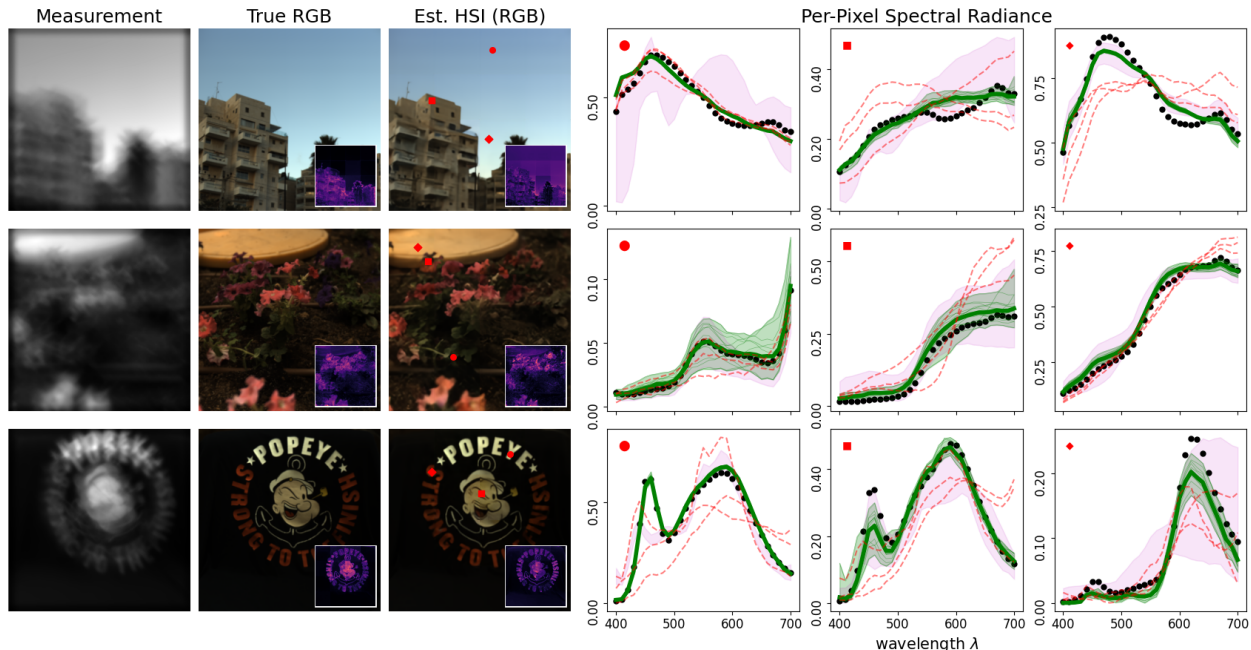 Measurement True RGB Est. HSI (RGB) Per-Pixel Spectral Radiance
0.50
0.00
0.40
0.20
0.00
0.75
0.50
0.25
0.10
0.05
0.00
0.50
0.25
0.00
0.75
0.50
0.25
POPEYE
STRONG TO TH
HSINI
POPEYE
STRONG TO T
HSINI
0.50
0.00
400 500 600 700
0.40
0.20
0.00
400 500 600 700
0.20
0.10
0.00
400 500 600 700
wavelength λ